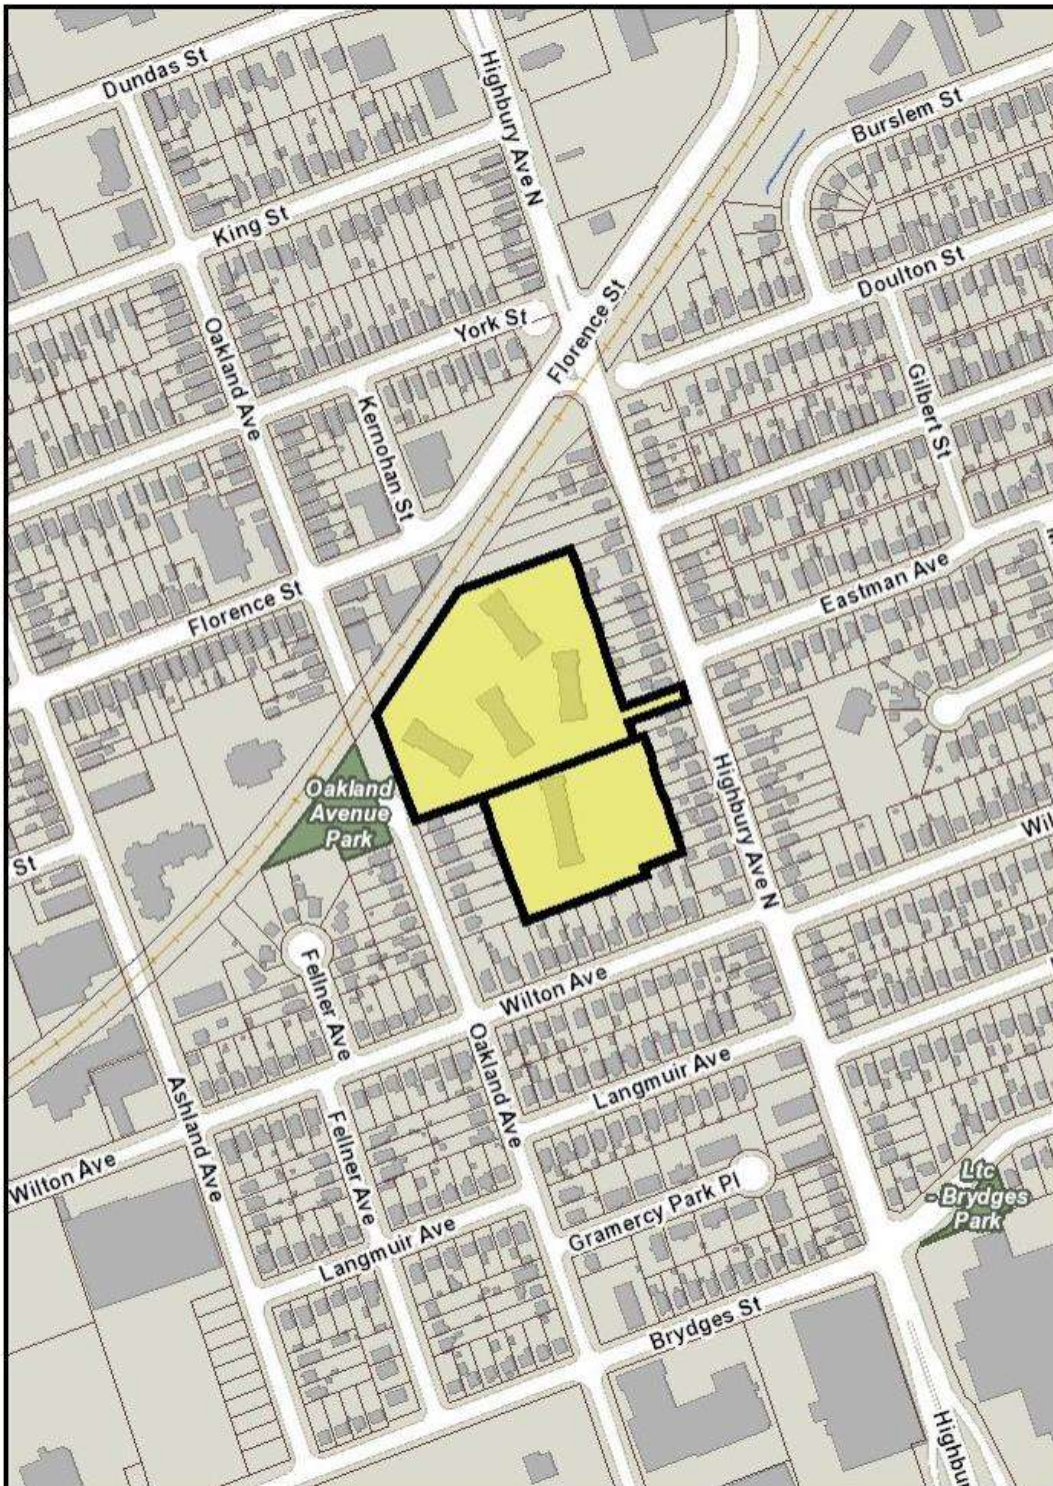 Dundas St
Highbury Ave N
Burslem St
King St
Doulton St
Oakland Ave
York St
Florence St
Kernohan St
Gilbert St
Eastman Ave
Florence St
Oakland
Avenue
Park
Highbury Ave N
Wil
St
Fellner Ave
Wilton Ave
Oakland Ave
Langmuir Ave
Ashland Ave
Fellner Ave
Wilton Ave
Ltc
- Brydges
Park
Gramercy Park Pl
Langmuir Ave
Brydges St
Highbu